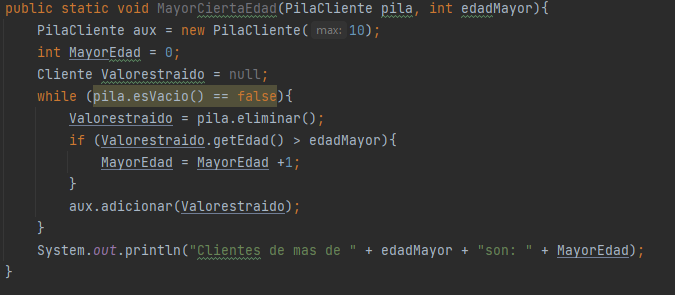 public static void MayorCiertaEdad(PilaCliente pila, int edadMayor){
    PilaCliente aux = new PilaCliente( max: 10);
    int MayorEdad = 0;
    Cliente Valorestraido = null;
    while (pila.esVacio() == false){
        Valorestraido = pila.eliminar();
        if (Valorestraido.getEdad() > edadMayor){
            MayorEdad = MayorEdad +1;
        }
        aux.adicionar(Valorestraido);
    }
    System.out.println("Clientes de mas de " + edadMayor + "son: " + MayorEdad);
}